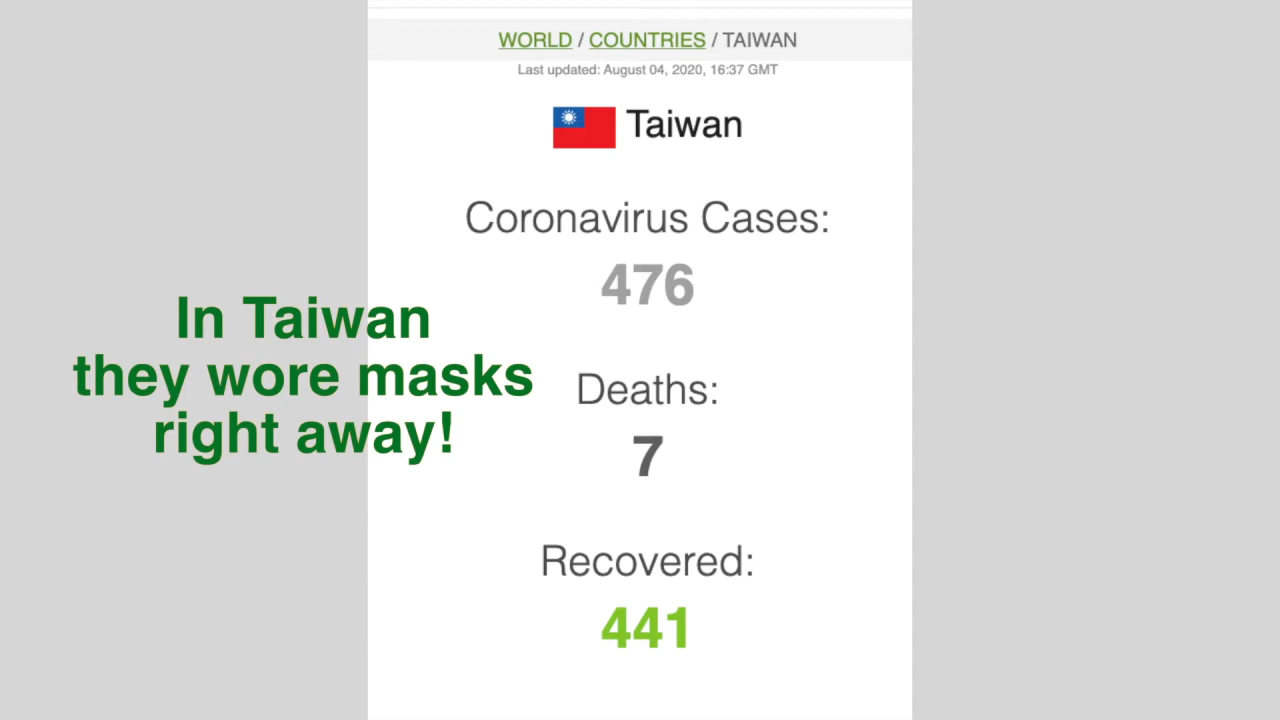 WORLD / COUNTRIES / TAIWAN
Last updated: August 04, 2020, 16:37 GMT
Taiwan
Coronavirus Cases:
476
In Taiwan
they wore masks
right away!
Deaths:
7
Recovered:
441